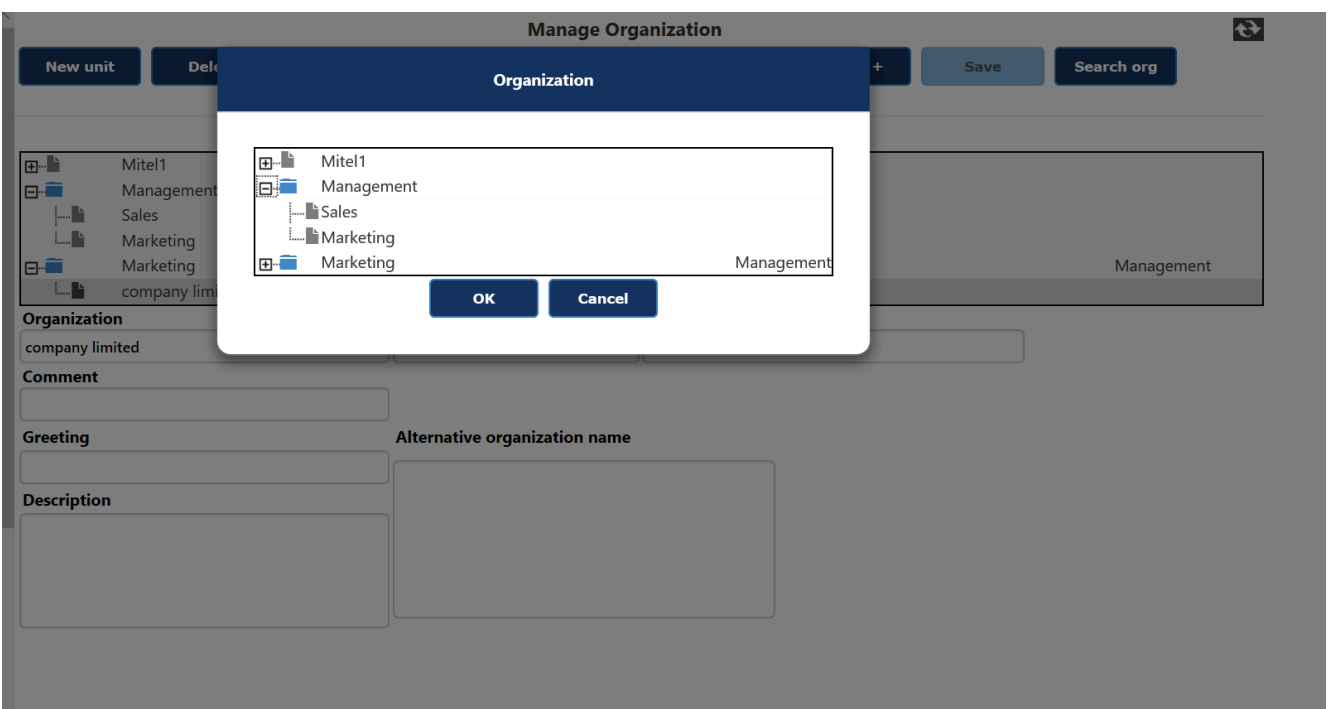 Manage Organization
New unit
Organization
+
Save
Search org
Mitel1
Management
Sales
Marketing
Marketing Management
company limi
Mitel1
Management
Sales
Marketing
Marketing Management
OK Cancel
Organization
company limited
Comment
Greeting
Alternative organization name
Description